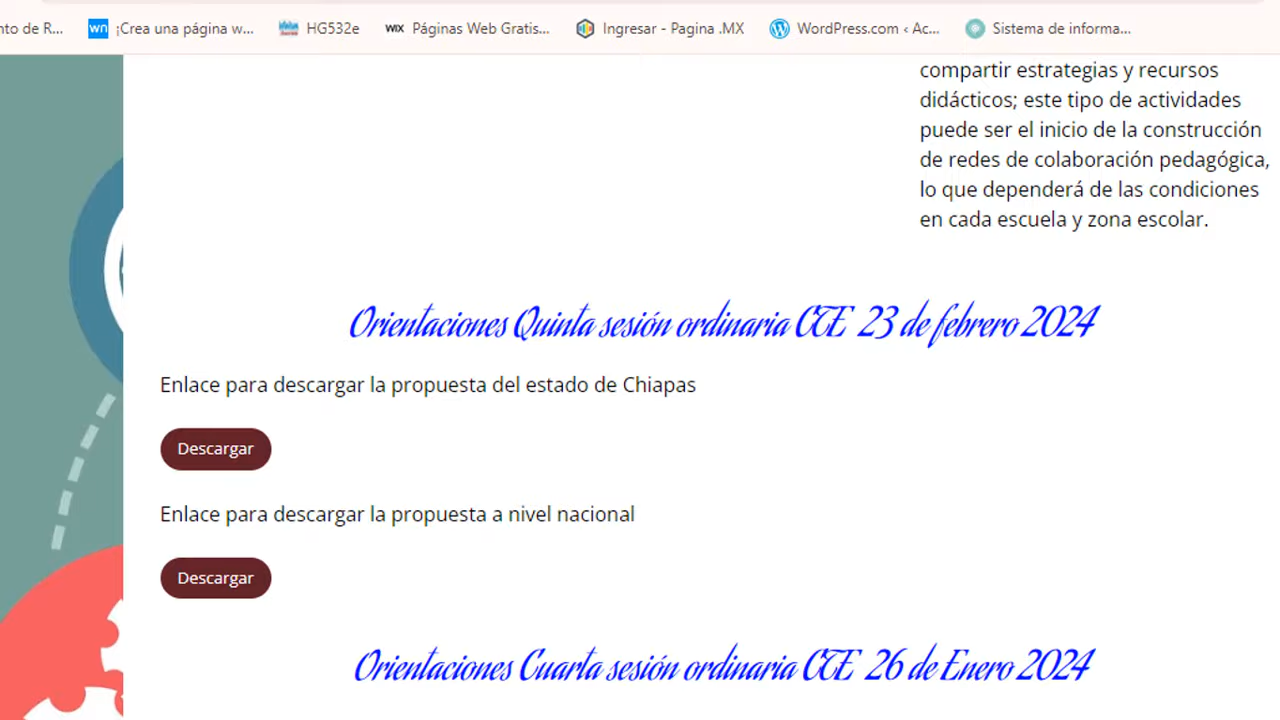 nto de R...
wn
¡Crea una página w...
HG532e
WIX
Páginas Web Gratis...
Ingresar - Pagina .MX
WordPress.com ‹ Ac...
Sistema de informa...
compartir estrategias y recursos
didácticos; este tipo de actividades
puede ser el inicio de la construcción
de redes de colaboración pedagógica,
lo que dependerá de las condiciones
en cada escuela y zona escolar.
Orientaciones Quinta sesión ordinaria CTE 23 de febrero 2024
Enlace para descargar la propuesta del estado de Chiapas
Descargar
Enlace para descargar la propuesta a nivel nacional
Descargar
Orientaciones Cuarta sesión ordinaria CTE 26 de Enero 2024